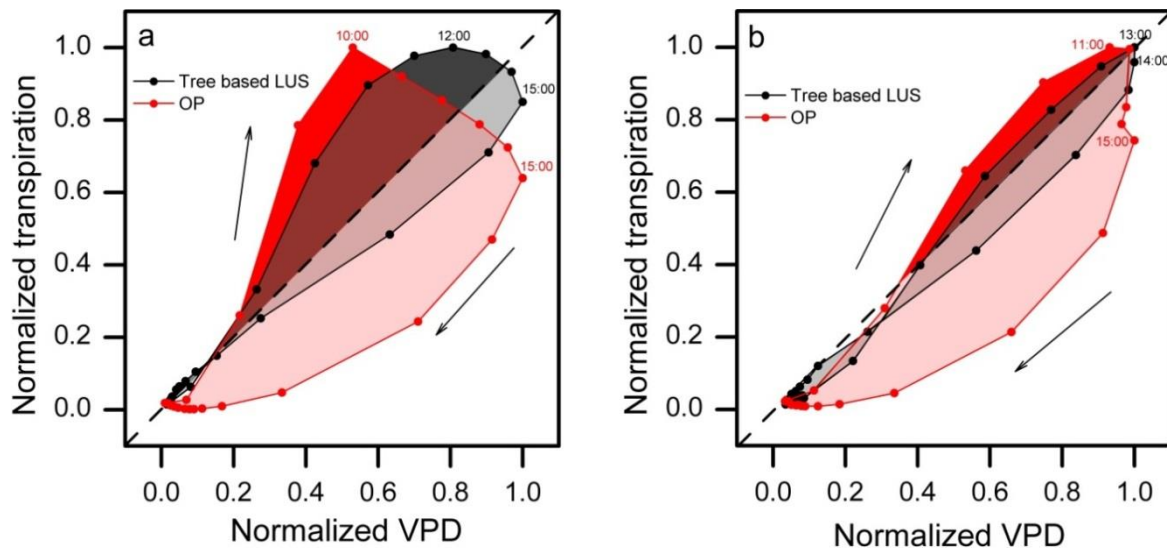 a
10:00
12:00
15:00
15:00
Tree based LUS
OP
1.0
0.8
0.6
0.4
0.2
0.0
Normalized transpiration
0.0 0.2 0.4 0.6 0.8 1.0
Normalized VPD
b
11:00
13:00
14:00
15:00
Tree based LUS
OP
1.0
0.8
0.6
0.4
0.2
0.0
Normalized transpiration
0.0 0.2 0.4 0.6 0.8 1.0
Normalized VPD